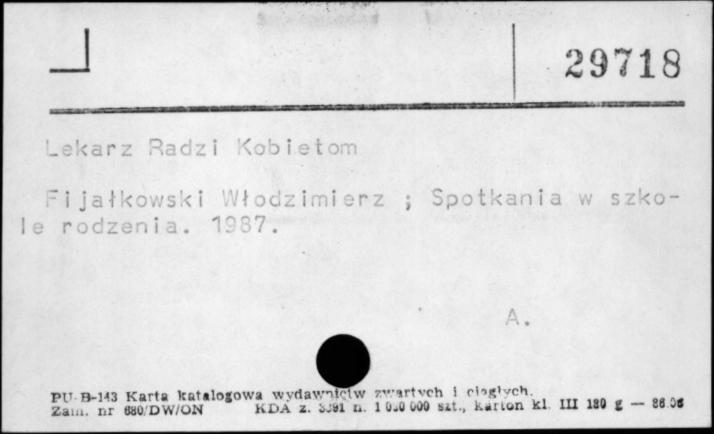 29718
Lekarz Radzi Kobietom
Fijałkowski Włodzimierz ; Spotkania w szko-
le rodzenia. 1987.
A.
PU-B-143 Karta katalogowa wydawnictw zwartych i ciągłych.
Zam. nr 680/DW/ON KDA z. n. 1 000 000 szt., karton kl. III 180 g — 86.06